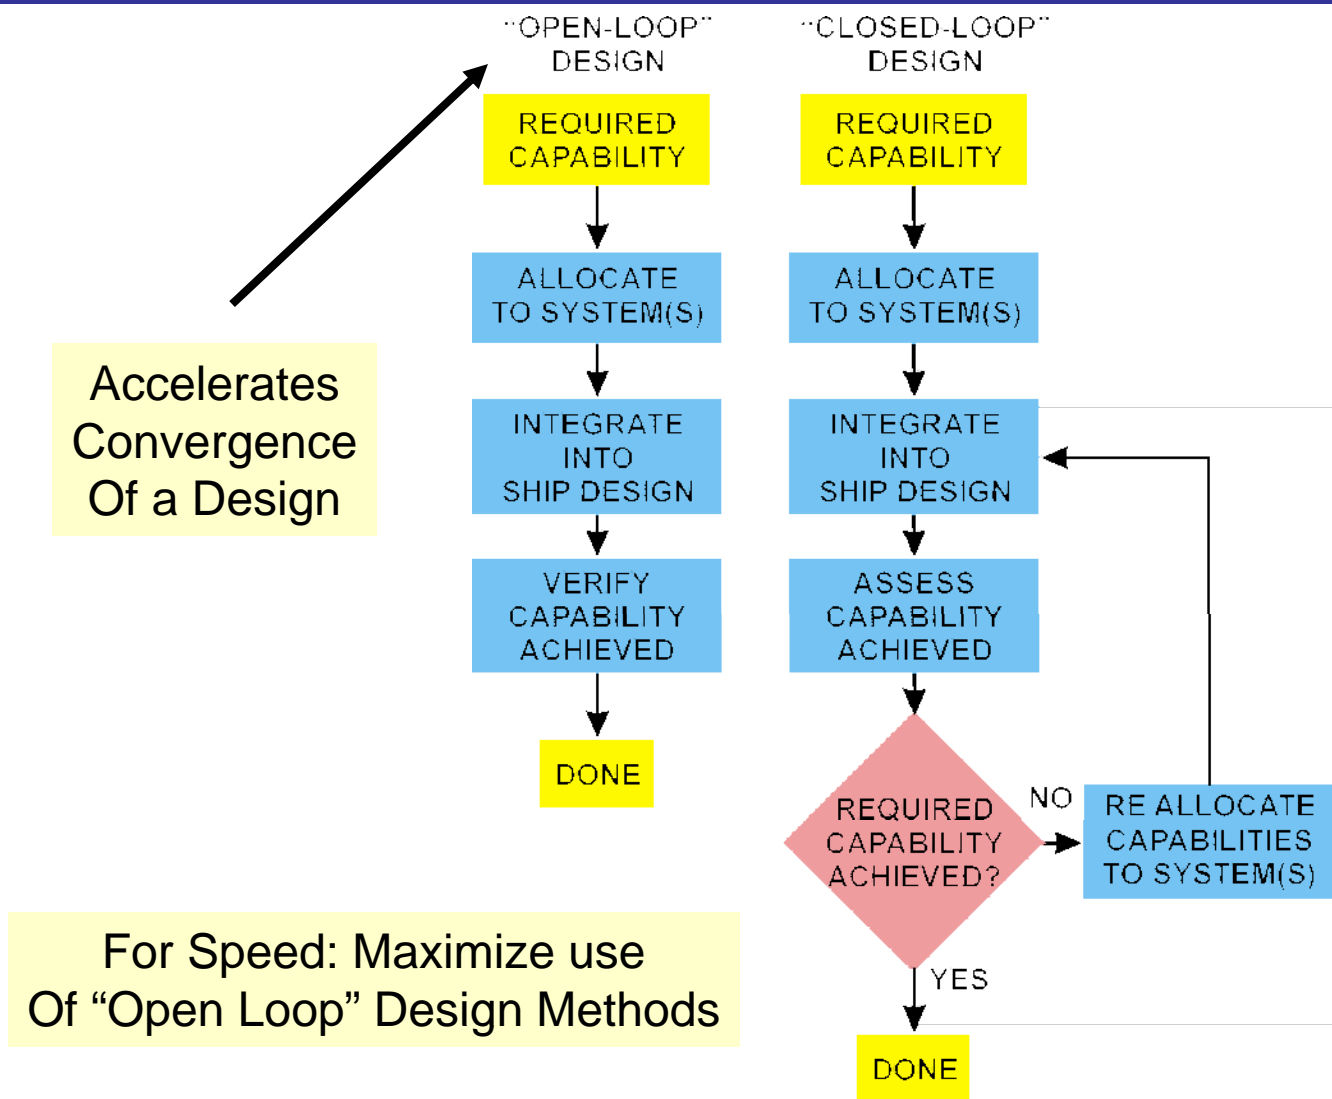 "OPEN-LOOP"
DESIGN
REQUIRED
CAPABILITY
ALLOCATE
TO SYSTEM(S)
INTEGRATE
INTO
SHIP DESIGN
VERIFY
CAPABILITY
ACHIEVED
DONE
"CLOSED-LOOP"
DESIGN
REQUIRED
CAPABILITY
ALLOCATE
TO SYSTEM(S)
INTEGRATE
INTO
SHIP DESIGN
ASSESS
CAPABILITY
ACHIEVED
REQUIRED
CAPABILITY
ACHIEVED?
NO
RE ALLOCATE
CAPABILITIES
TO SYSTEM(S)
YES
DONE
Accelerates
Convergence
Of a Design
For Speed: Maximize use
Of “Open Loop” Design Methods